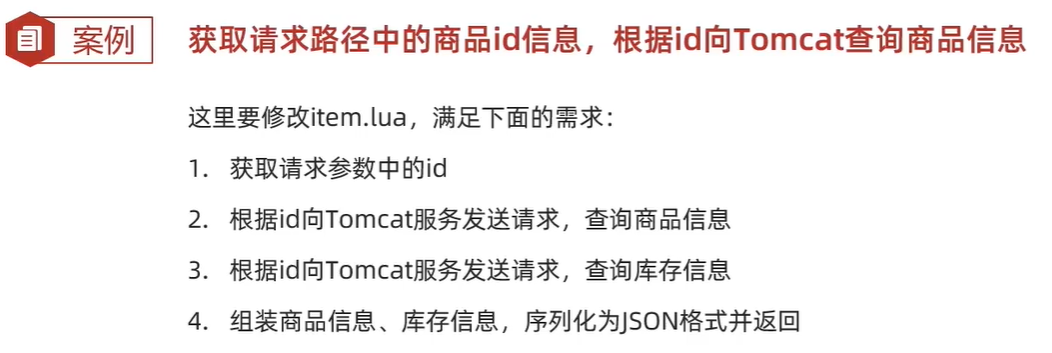 案例
获取请求路径中的商品id信息，根据id向Tomcat查询商品信息
这里要修改item.lua，满足下面的需求：
1. 获取请求参数中的id
2. 根据id向Tomcat服务发送请求，查询商品信息
3. 根据id向Tomcat服务发送请求，查询库存信息
4. 组装商品信息、库存信息，序列化为JSON格式并返回